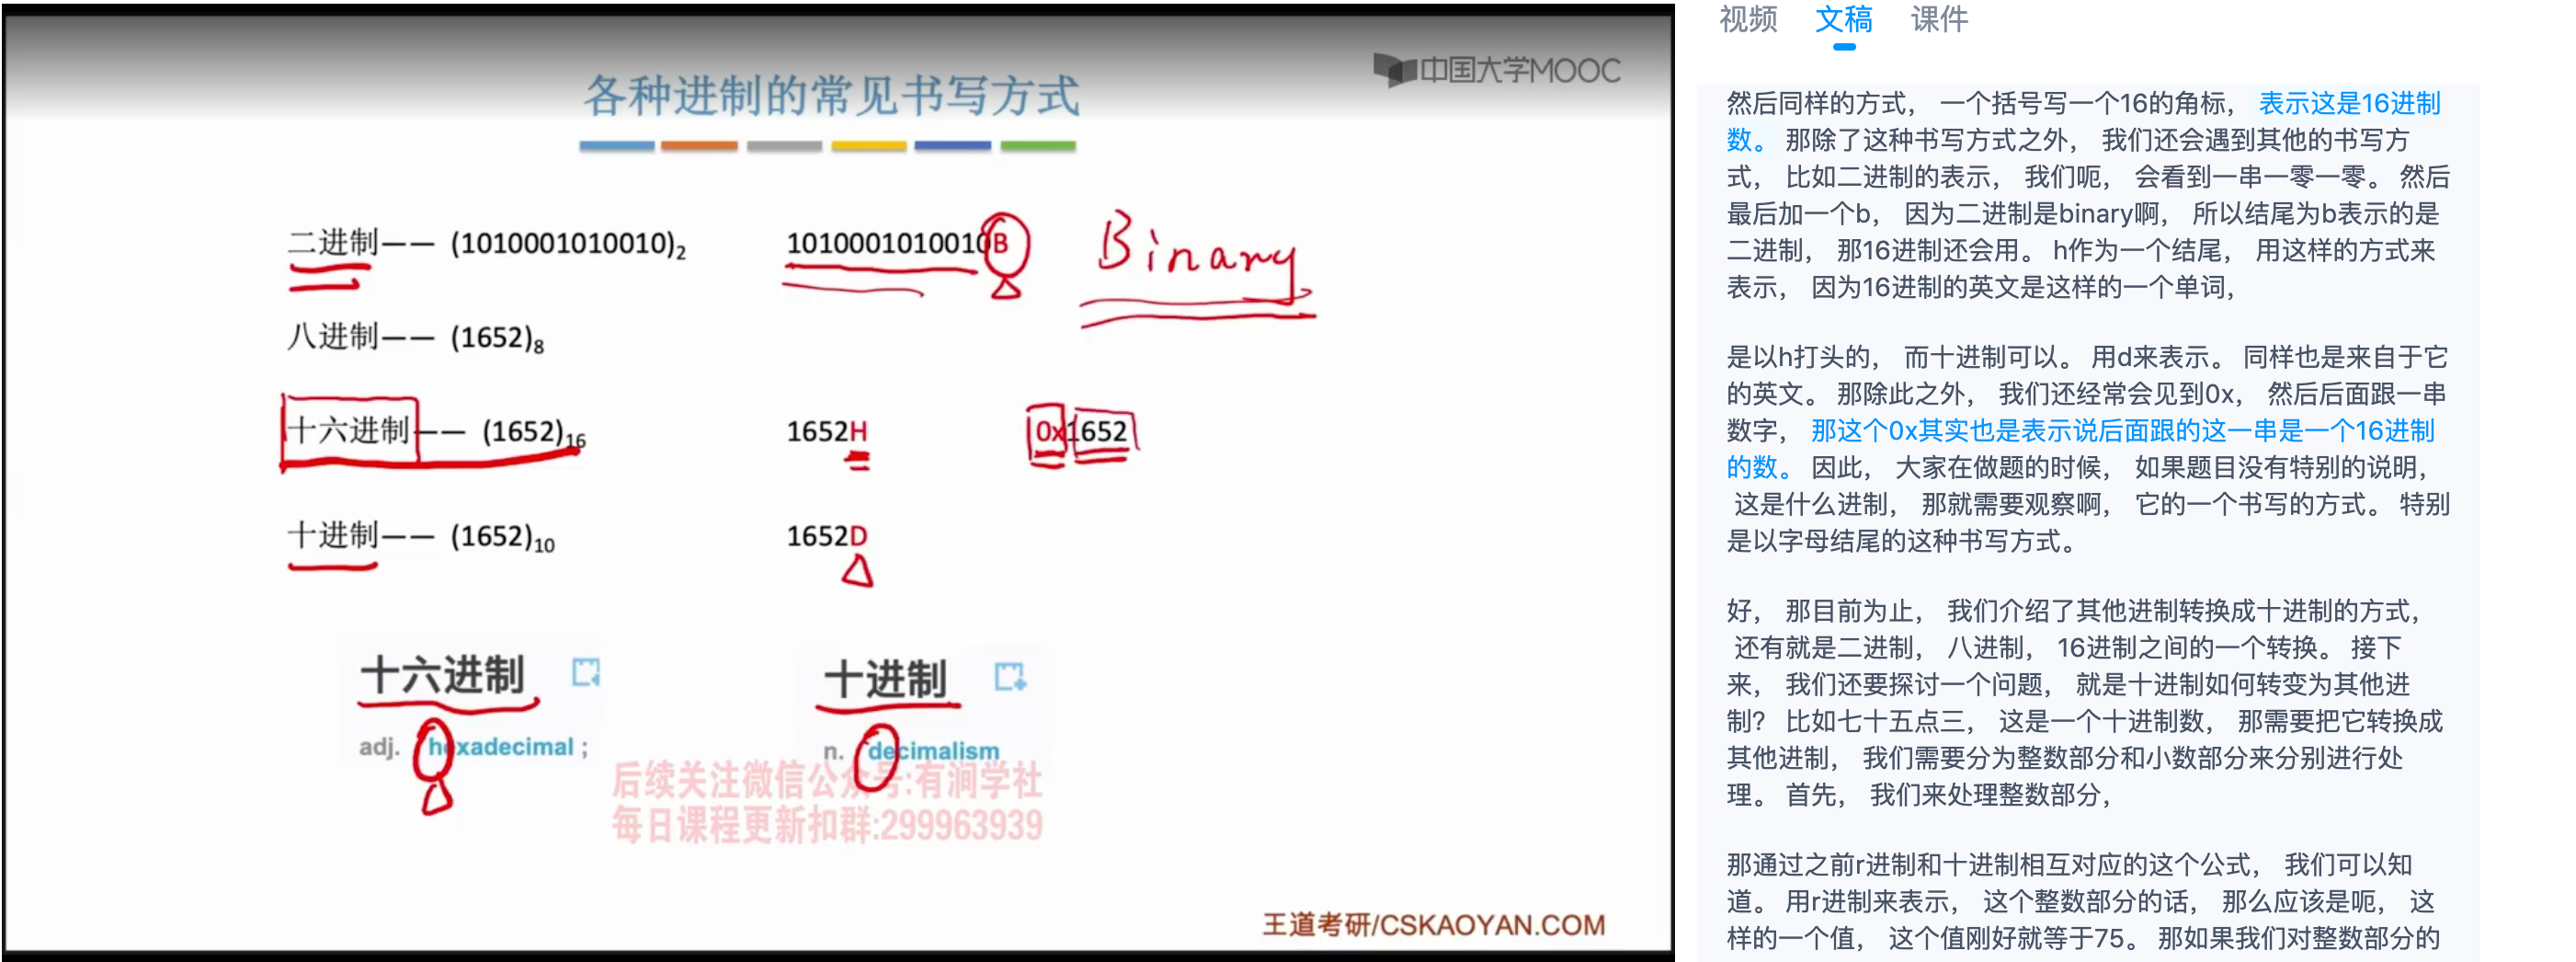 中国大学MOOC
各种进制的常见书写方式
二进制—— (1010001010010)₂ 1010001010010B Binary
八进制—— (1652)₈
十六进制—— (1652)₁₆ 1652H 0x1652
十进制—— (1652)₁₀ 1652D
十六进制
adj. hexadecimal ;
十进制
n. decimalism
后续关注微信公众号:有涧学社
每日课程更新扣群:299963939
王道考研/CSKAOYAN.COM
视频 文稿 课件
然后同样的方式， 一个括号写一个16的角标， 表示这是16进制
数。 那除了这种书写方式之外， 我们还会遇到其他的书写方
式， 比如二进制的表示， 我们呃， 会看到一串一零一零。 然后
最后加一个b， 因为二进制是binary啊， 所以结尾为b表示的是
二进制， 那16进制还会用。 h作为一个结尾， 用这样的方式来
表示， 因为16进制的英文是这样的一个单词，
是以h打头的， 而十进制可以。 用d来表示。 同样也是来自于它
的英文。 那除此之外， 我们还经常会见到0x， 然后后面跟一串
数字， 那这个0x其实也是表示说后面跟的这一串是一个16进制
的数。 因此， 大家在做题的时候， 如果题目没有特别的说明，
这是什么进制， 那就需要观察啊， 它的一个书写的方式。 特别
是以字母结尾的这种书写方式。
好， 那目前为止， 我们介绍了其他进制转换成十进制的方式，
还有就是二进制， 八进制， 16进制之间的一个转换。 接下
来， 我们还要探讨一个问题， 就是十进制如何转变为其他进
制？ 比如七十五点三， 这是一个十进制数， 那需要把它转换成
其他进制， 我们需要分为整数部分和小数部分来分别进行处
理。 首先， 我们来处理整数部分，
那通过之前r进制和十进制相互对应的这个公式， 我们可以知
道。 用r进制来表示， 这个整数部分的话， 那么应该是呃， 这
样的一个值， 这个值刚好就等于75。 那如果我们对整数部分的